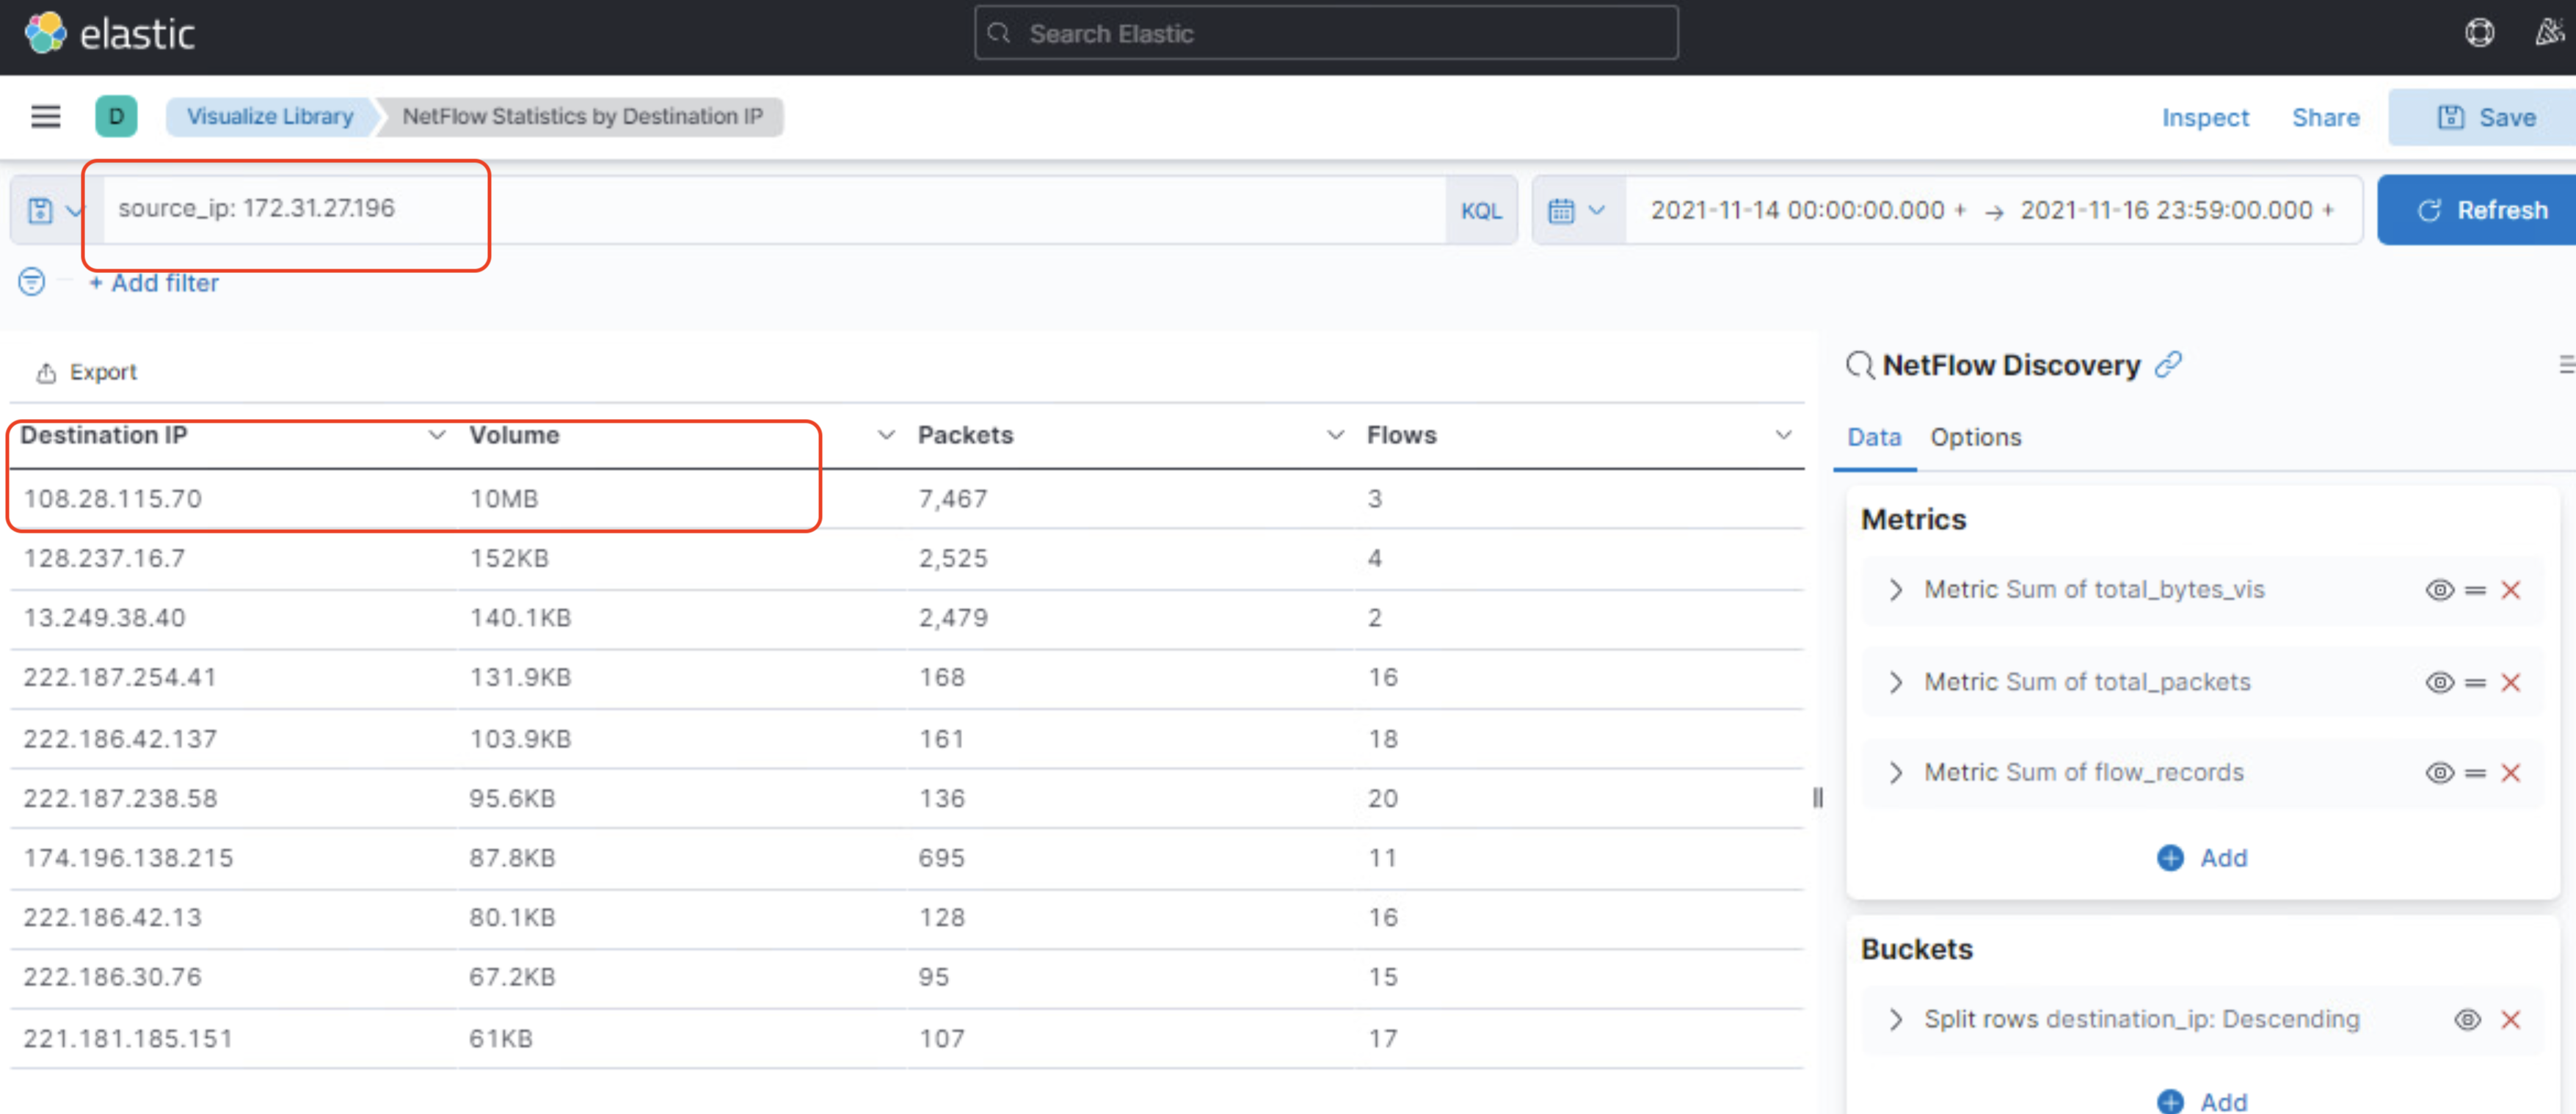 elastic
Search Elastic
D
Visualize Library
NetFlow Statistics by Destination IP
Inspect
Share
Save
source_ip: 172.31.27.196
KQL
2021-11-14 00:00:00.000 + → 2021-11-16 23:59:00.000 +
Refresh
+ Add filter
Export
Destination IP Volume Packets Flows
108.28.115.70 10MB 7,467 3
128.237.16.7 152KB 2,525 4
13.249.38.40 140.1KB 2,479 2
222.187.254.41 131.9KB 168 16
222.186.42.137 103.9KB 161 18
222.187.238.58 95.6KB 136 20
174.196.138.215 87.8KB 695 11
222.186.42.13 80.1KB 128 16
222.186.30.76 67.2KB 95 15
221.181.185.151 61KB 107 17
NetFlow Discovery
Data Options
Metrics
Metric Sum of total_bytes_vis
Metric Sum of total_packets
Metric Sum of flow_records
Add
Buckets
Split rows destination_ip: Descending
Add